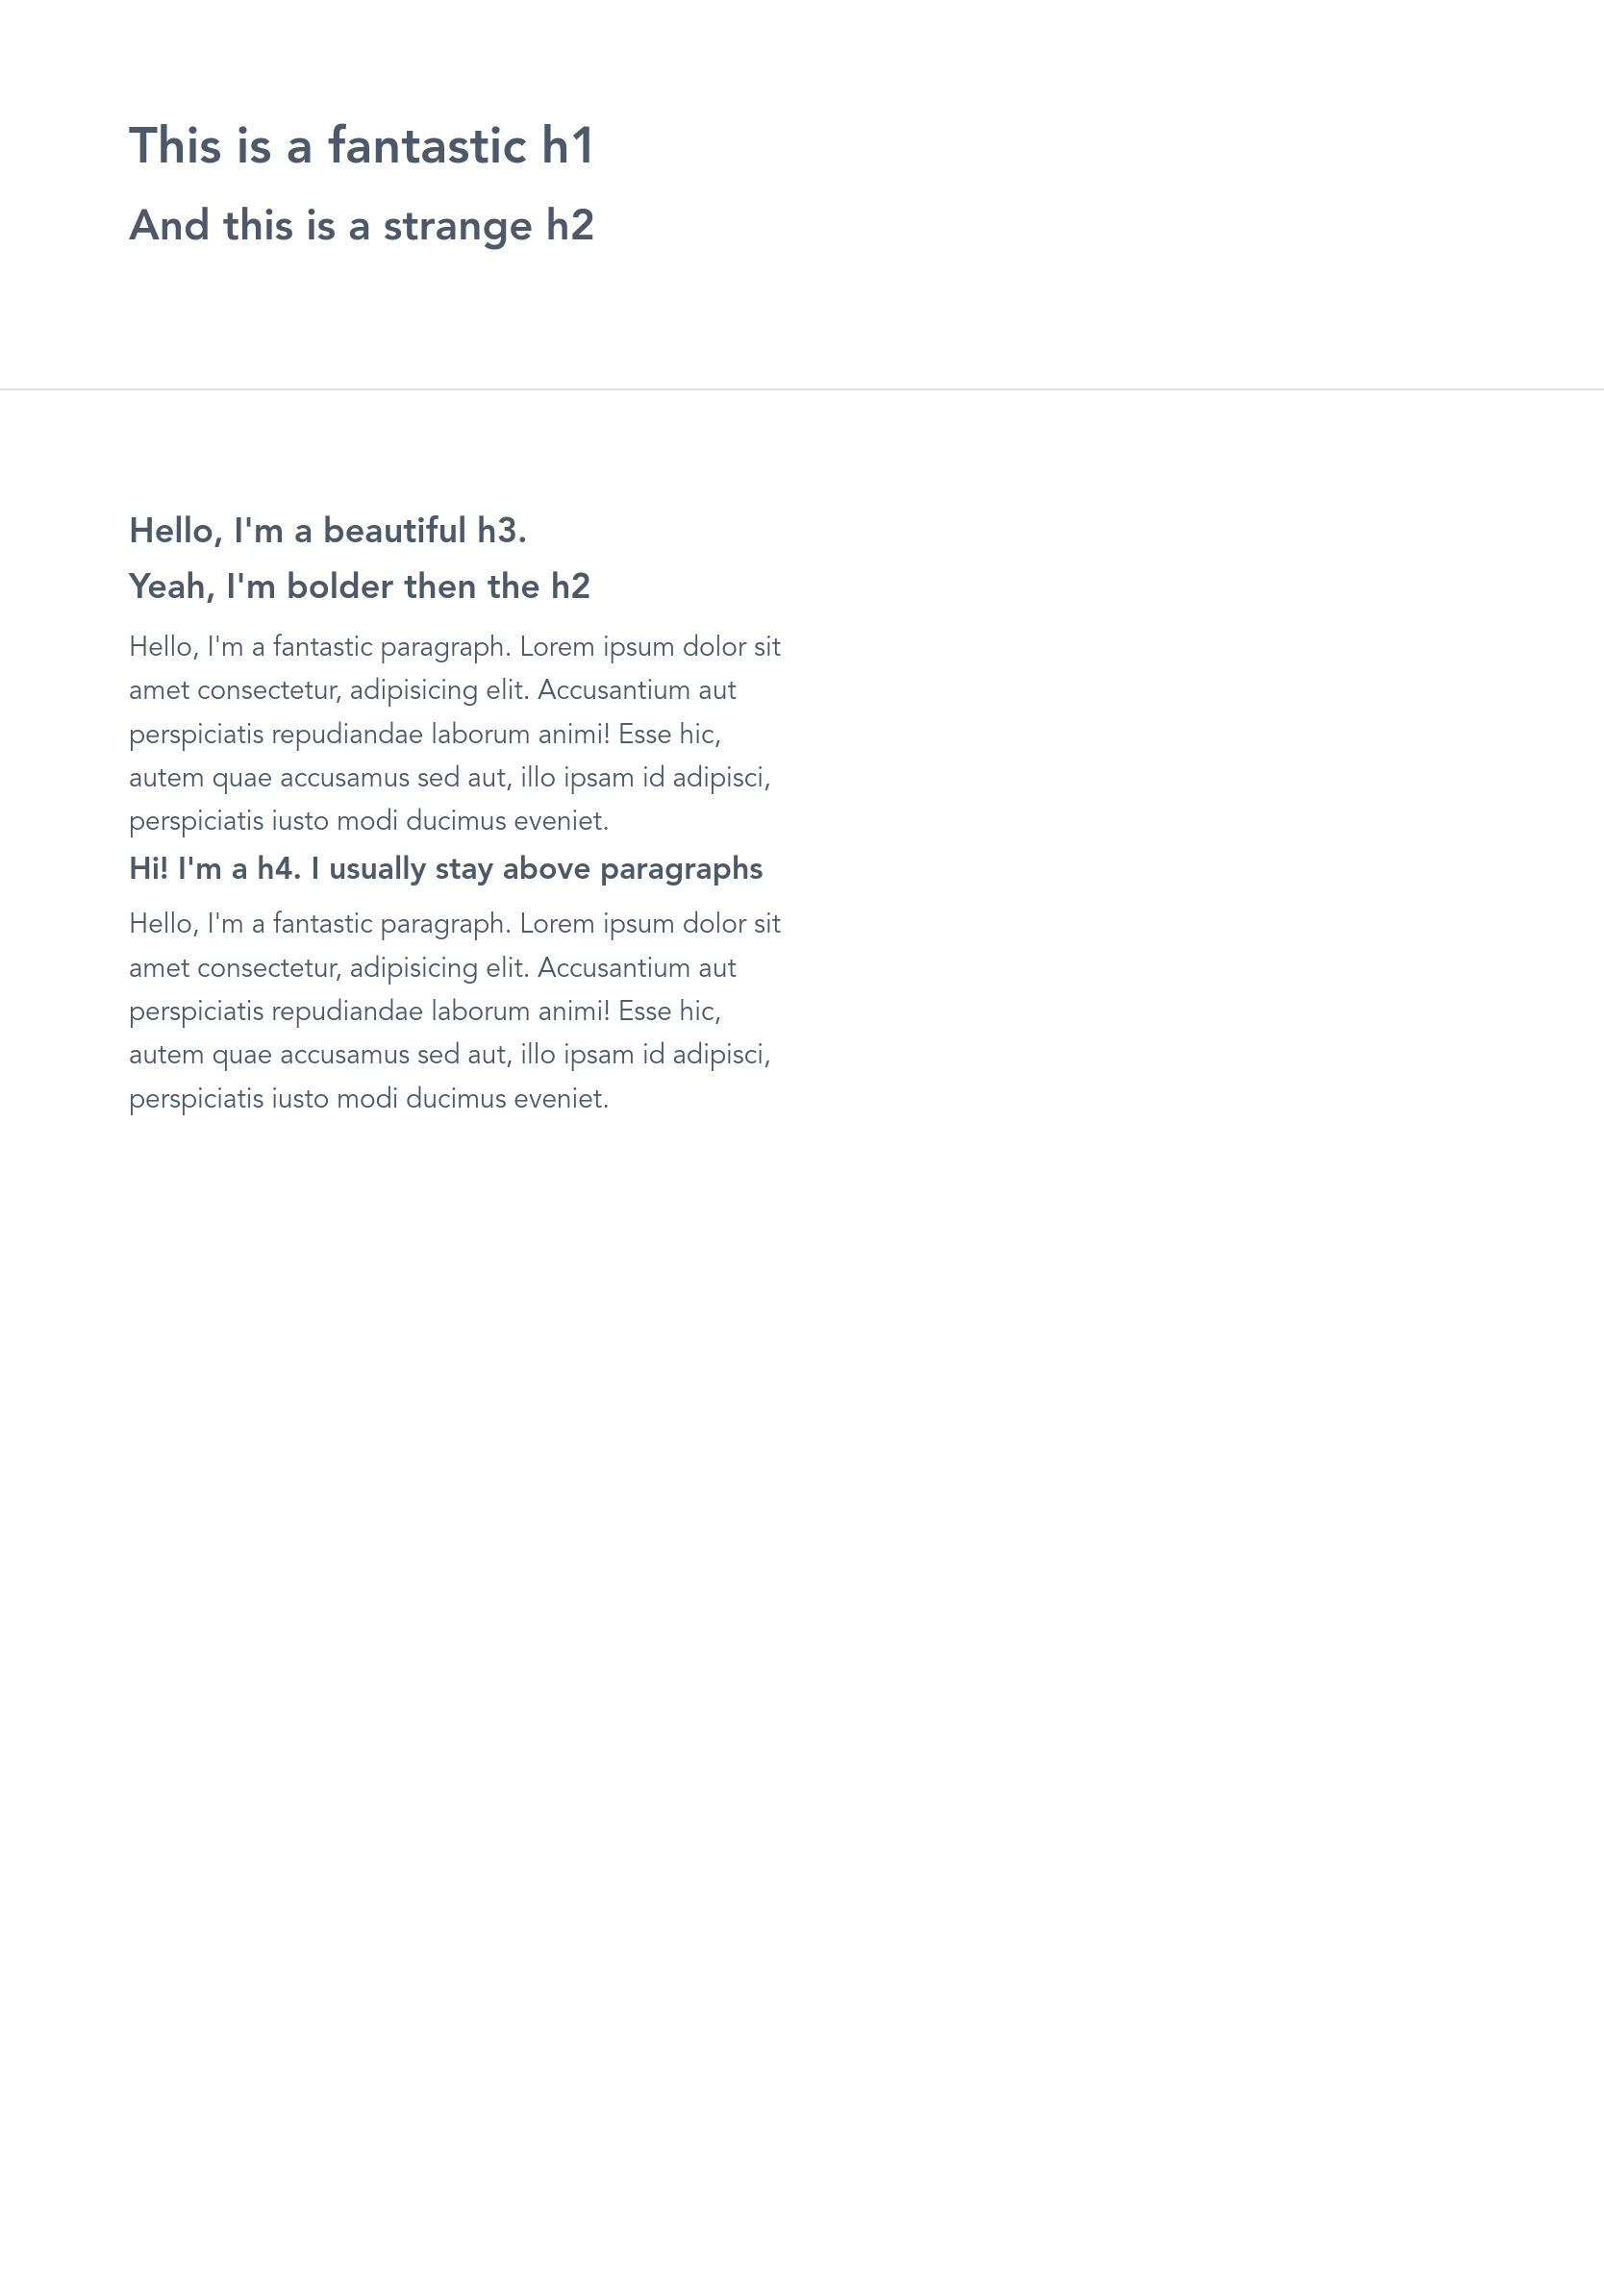 This is a fantastic h1
And this is a strange h2
Hello, I'm a beautiful h3.
Yeah, I'm bolder then the h2
Hello, I'm a fantastic paragraph. Lorem ipsum dolor sit
amet consectetur, adipisicing elit. Accusantium aut
perspiciatis repudiandae laborum animi! Esse hic,
autem quae accusamus sed aut, illo ipsam id adipisci,
perspiciatis iusto modi ducimus eveniet.
Hi! I'm a h4. I usually stay above paragraphs
Hello, I'm a fantastic paragraph. Lorem ipsum dolor sit
amet consectetur, adipisicing elit. Accusantium aut
perspiciatis repudiandae laborum animi! Esse hic,
autem quae accusamus sed aut, illo ipsam id adipisci,
perspiciatis iusto modi ducimus eveniet.